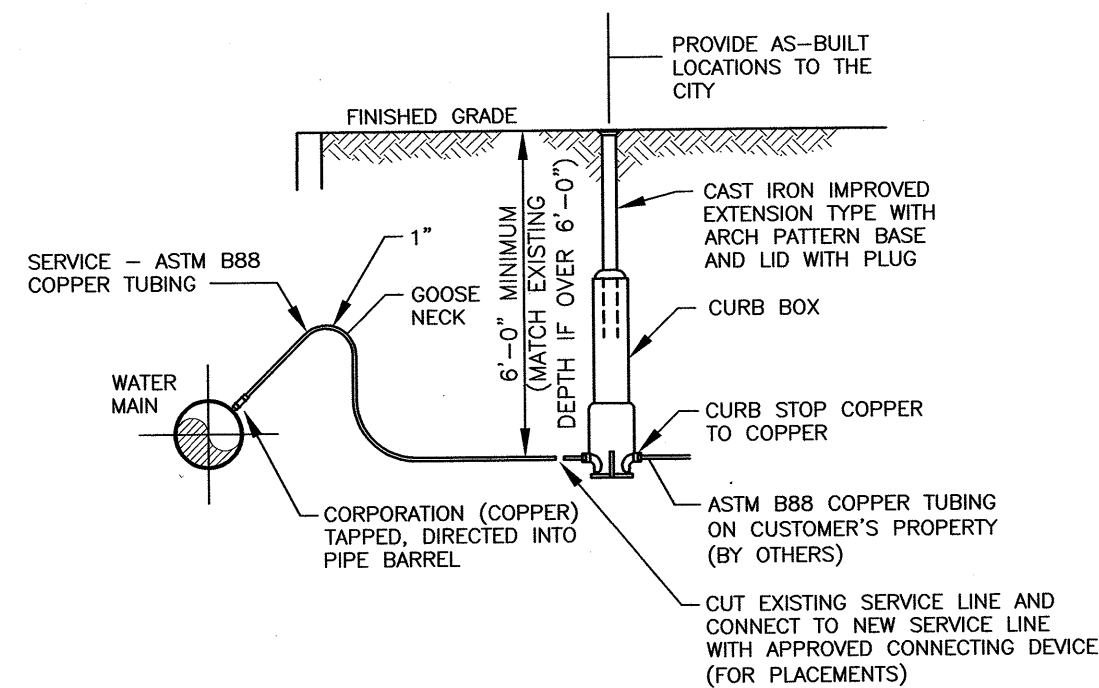 PROVIDE AS-BUILT
LOCATIONS TO THE
CITY
FINISHED GRADE
CAST IRON IMPROVED
EXTENSION TYPE WITH
ARCH PATTERN BASE
AND LID WITH PLUG
6'-0" MINIMUM
(MATCH EXISTING
DEPTH IF OVER 6'-0")
1"
SERVICE - ASTM B88
COPPER TUBING
GOOSE
NECK
CURB BOX
WATER
MAIN
CURB STOP COPPER
TO COPPER
CORPORATION (COPPER)
TAPPED, DIRECTED INTO
PIPE BARREL
ASTM B88 COPPER TUBING
ON CUSTOMER'S PROPERTY
(BY OTHERS)
CUT EXISTING SERVICE LINE AND
CONNECT TO NEW SERVICE LINE
WITH APPROVED CONNECTING DEVICE
(FOR PLACEMENTS)